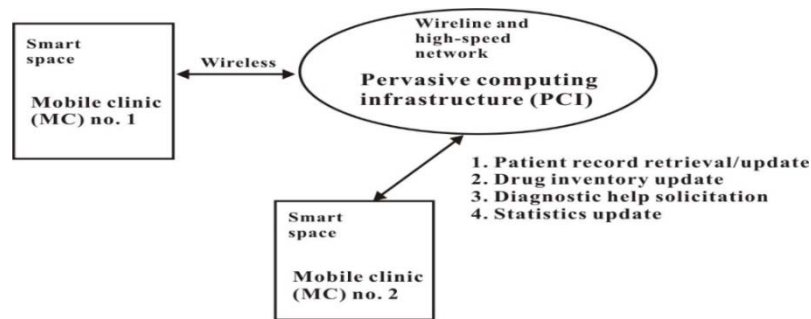 Smart
space
Mobile clinic
(MC) no. 1
Wireless
Wireline and
high-speed
network
Pervasive computing
infrastructure (PCI)
1. Patient record retrieval/update
2. Drug inventory update
3. Diagnostic help solicitation
4. Statistics update
Smart
space
Mobile clinic
(MC) no. 2